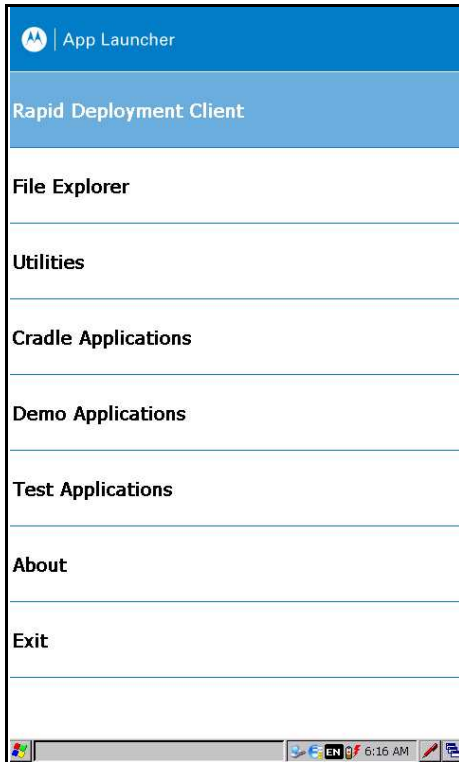 App Launcher
Rapid Deployment Client
File Explorer
Utilities
Cradle Applications
Demo Applications
Test Applications
About
Exit
EN 6:16 AM